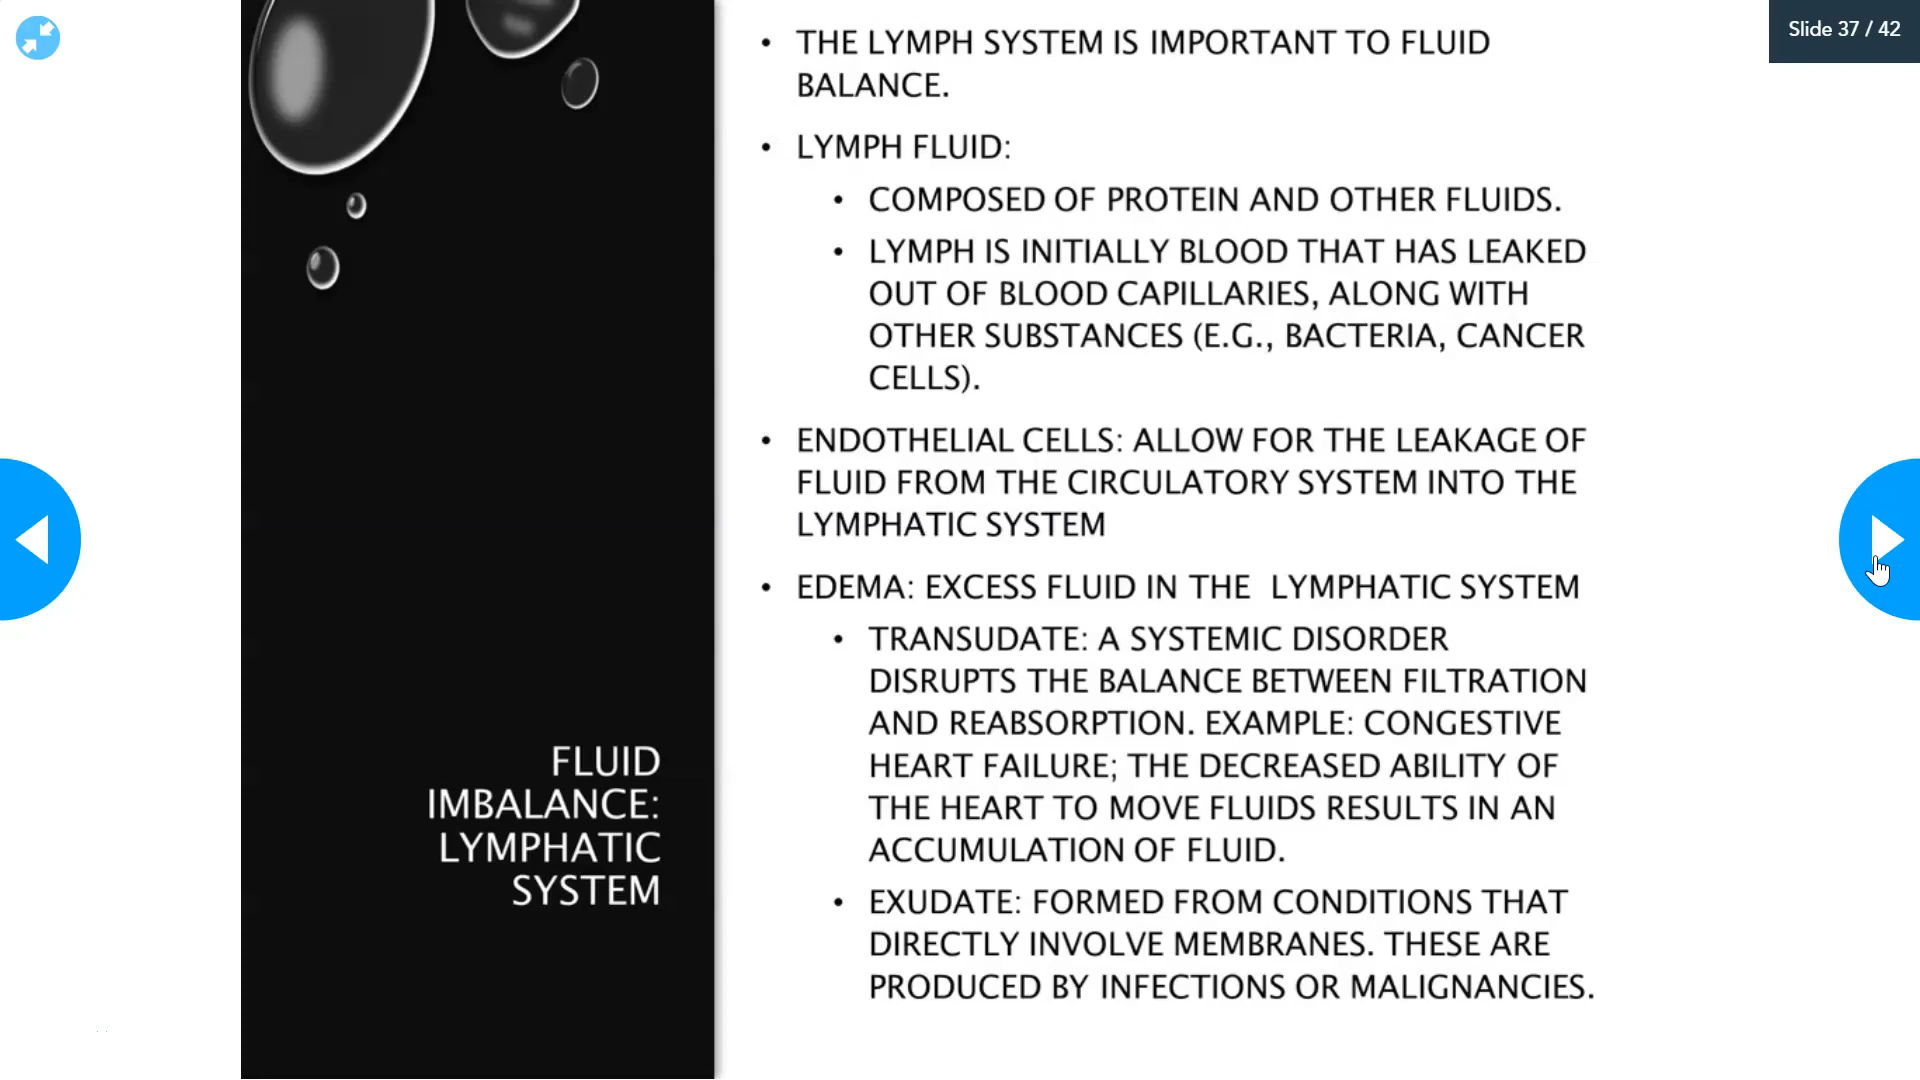 Slide 37 / 42
• THE LYMPH SYSTEM IS IMPORTANT TO FLUID
BALANCE.
• LYMPH FLUID:
• COMPOSED OF PROTEIN AND OTHER FLUIDS.
• LYMPH IS INITIALLY BLOOD THAT HAS LEAKED
OUT OF BLOOD CAPILLARIES, ALONG WITH
OTHER SUBSTANCES (E.G., BACTERIA, CANCER
CELLS).
• ENDOTHELIAL CELLS: ALLOW FOR THE LEAKAGE OF
FLUID FROM THE CIRCULATORY SYSTEM INTO THE
LYMPHATIC SYSTEM
• EDEMA: EXCESS FLUID IN THE  LYMPHATIC SYSTEM
• TRANSUDATE: A SYSTEMIC DISORDER
DISRUPTS THE BALANCE BETWEEN FILTRATION
AND REABSORPTION. EXAMPLE: CONGESTIVE
HEART FAILURE; THE DECREASED ABILITY OF
THE HEART TO MOVE FLUIDS RESULTS IN AN
ACCUMULATION OF FLUID.
• EXUDATE: FORMED FROM CONDITIONS THAT
DIRECTLY INVOLVE MEMBRANES. THESE ARE
PRODUCED BY INFECTIONS OR MALIGNANCIES.
FLUID
IMBALANCE:
LYMPHATIC
SYSTEM